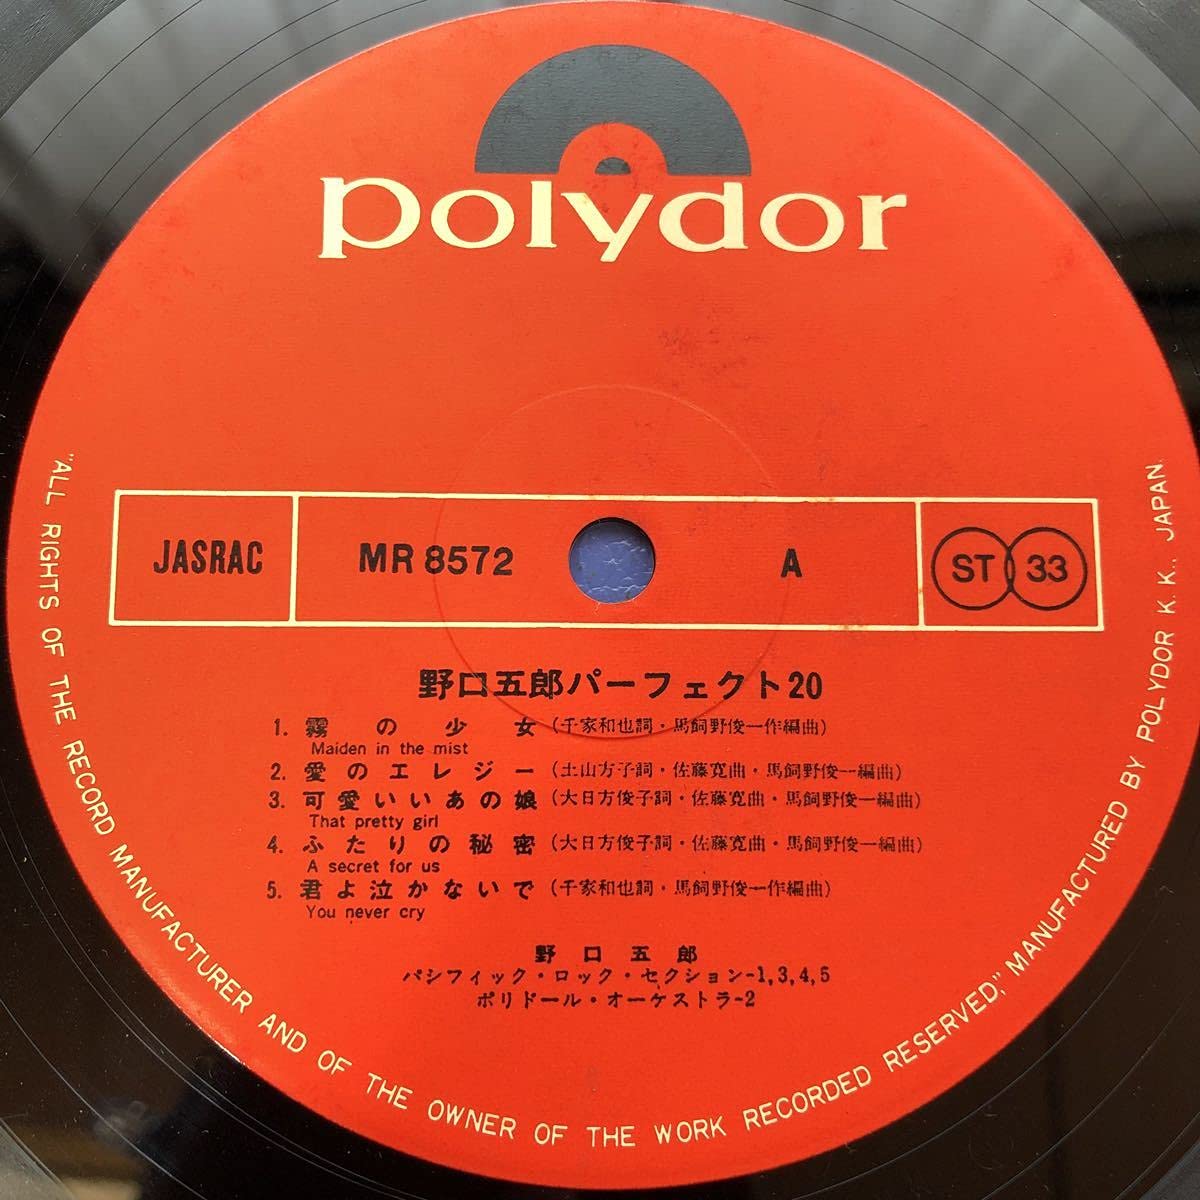 polydor
JASRAC MR 8572 A ST 33
野口五郎パーフェクト20
1. 霧の少女 (千家和也詞・馬飼野俊一作編曲)
Maiden in the mist
2. 愛のエレジー (土山方子詞・佐藤寛曲・馬飼野俊一編曲)
3. 可愛いいあの娘 (大日方俊子詞・佐藤寛曲・馬飼野俊一編曲)
That pretty girl
4. ふたりの秘密 (大日方俊子詞・佐藤寛曲・馬飼野俊一編曲)
A secret for us
5. 君よ泣かないで (千家和也詞・馬飼野俊一作編曲)
You never cry
野口五郎
パシフィック・ロック・セクション-1,3,4,5
ポリドール・オーケストラ-2
"ALL RIGHTS OF THE RECORD MANUFACTURER AND OF THE OWNER OF THE WORK RECORDED RESERVED," MANUFACTURED BY POLYDOR K. K., JAPAN